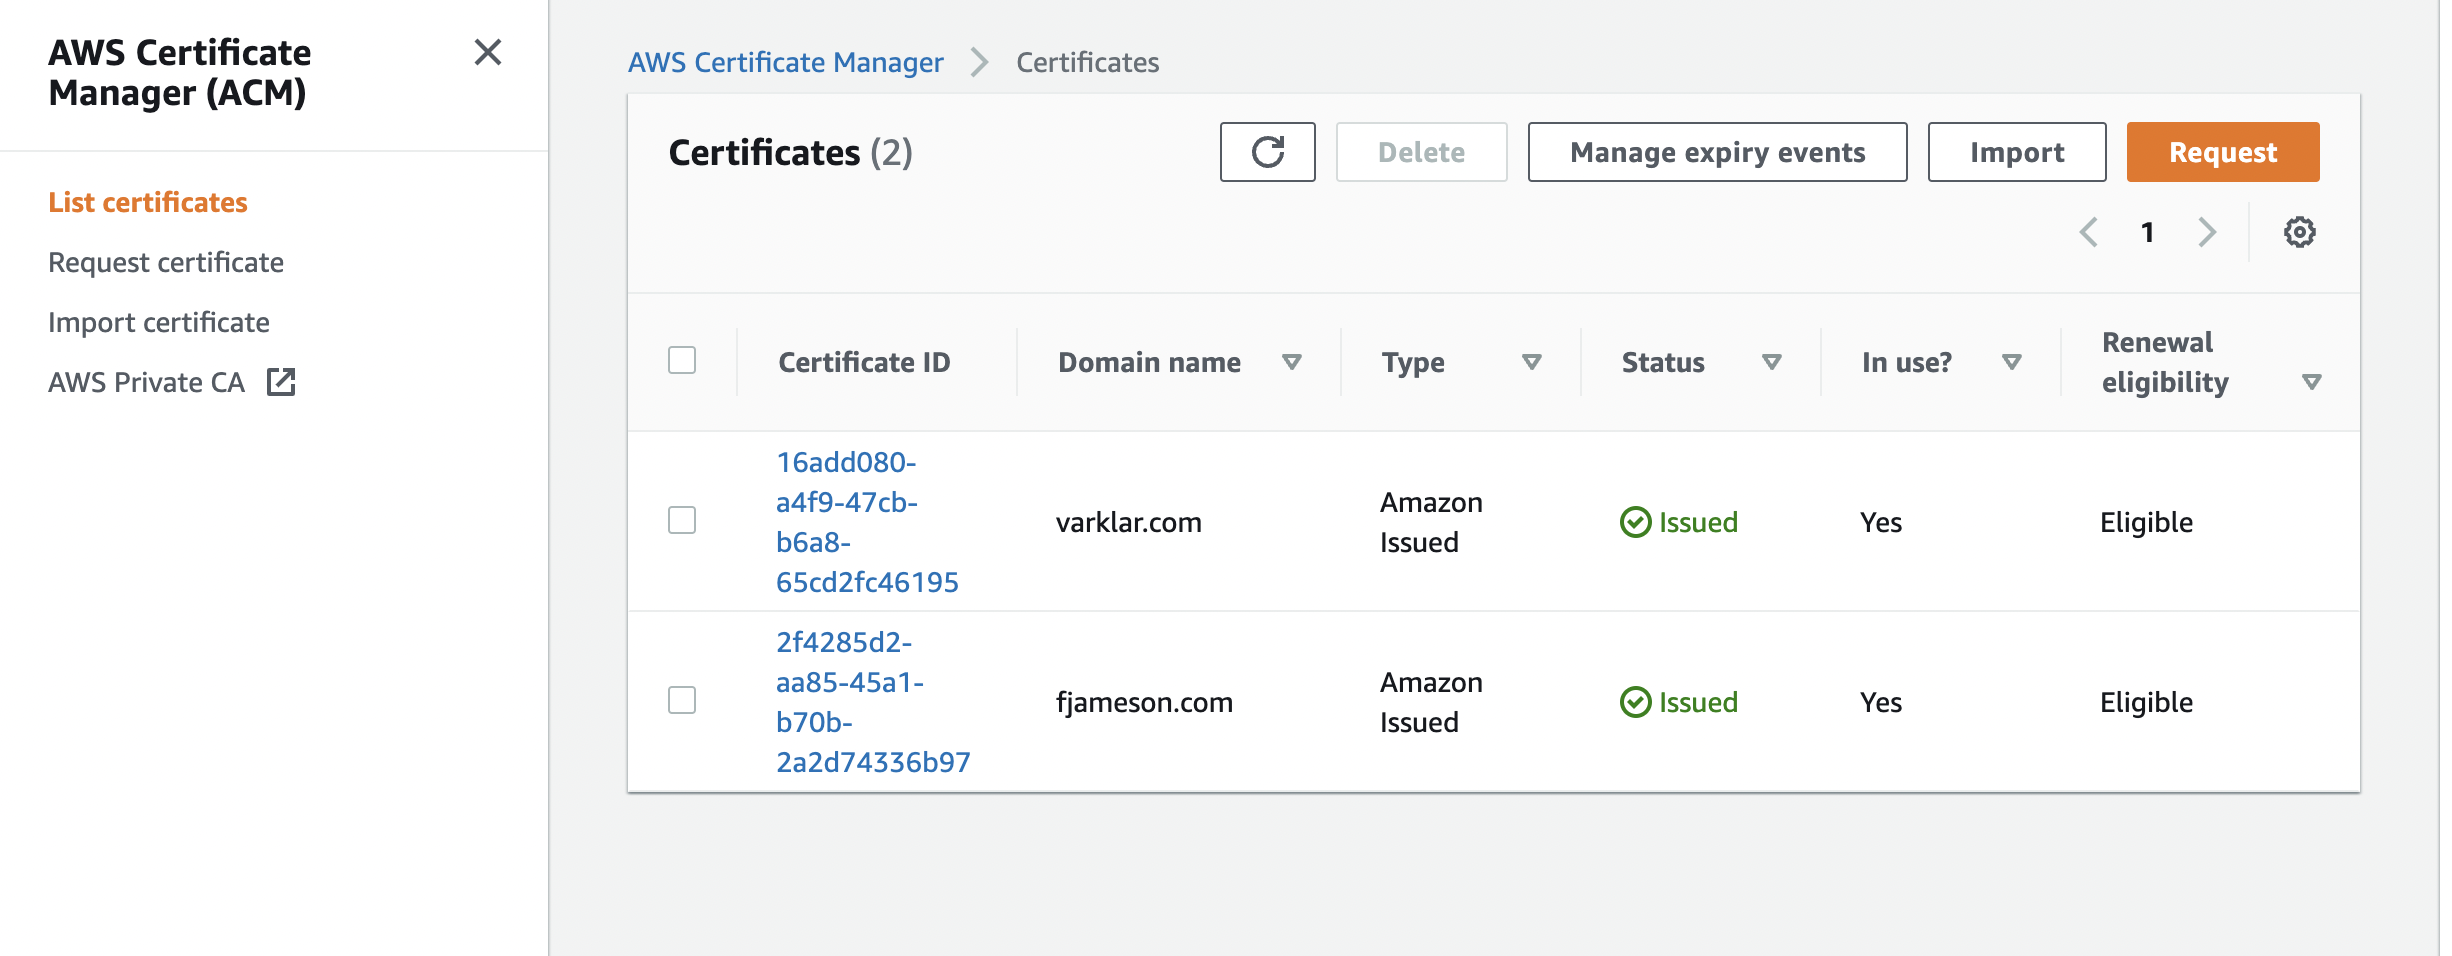 AWS Certificate
Manager (ACM)
List certificates
Request certificate
Import certificate
AWS Private CA
AWS Certificate Manager Certificates
Certificates (2) Delete Manage expiry events Import Request
1
Certificate ID Domain name Type Status In use? Renewal
eligibility
16add080-
a4f9-47cb-
b6a8-
65cd2fc46195
varklar.com
Amazon
Issued
Issued
Yes
Eligible
2f4285d2-
aa85-45a1-
b70b-
2a2d74336b97
fjameson.com
Amazon
Issued
Issued
Yes
Eligible